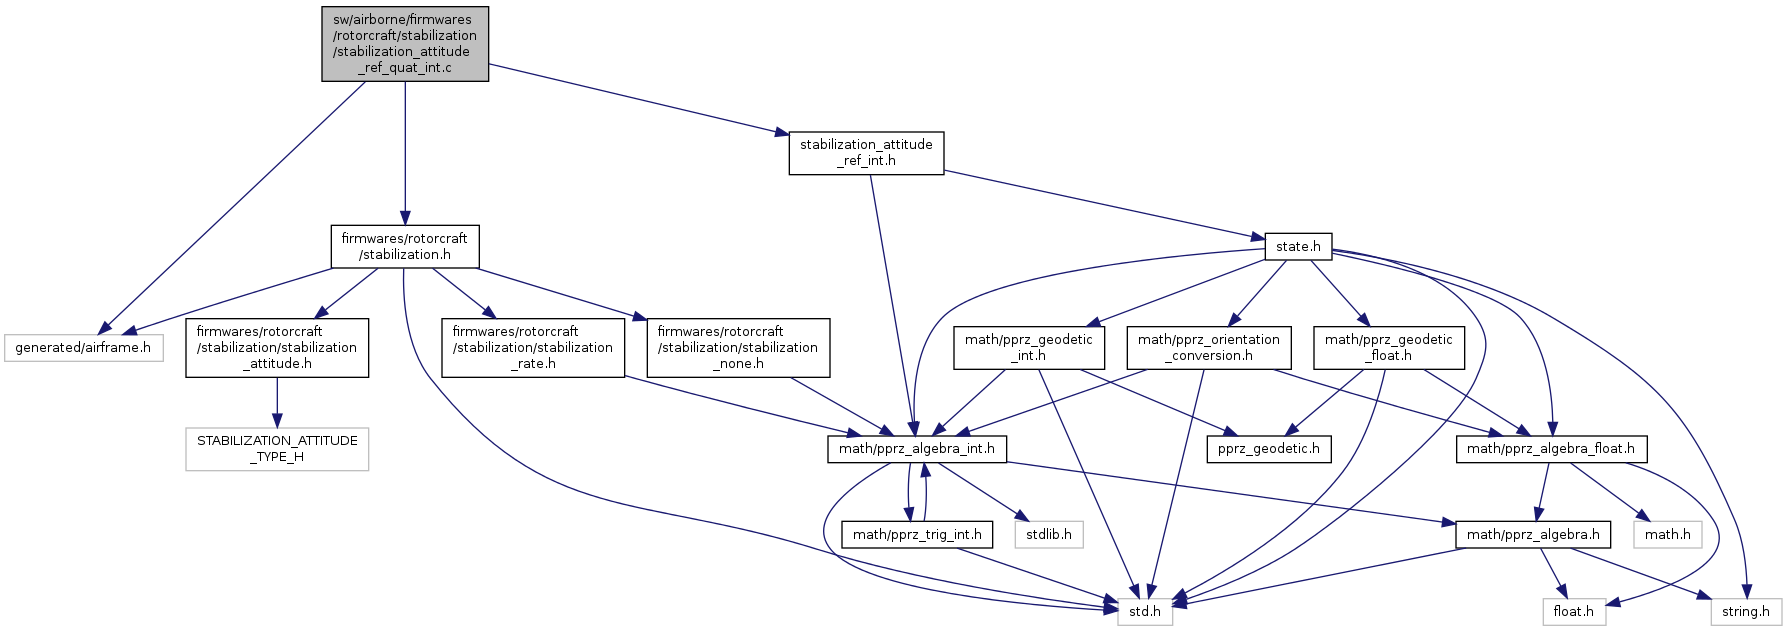 sw/airborne/firmwares
/rotorcraft/stabilization
/stabilization_attitude
_ref_quat_int.c
stabilization_attitude
_ref_int.h
firmwares/rotorcraft
/stabilization.h
state.h
generated/airframe.h
firmwares/rotorcraft
/stabilization/stabilization
_attitude.h
firmwares/rotorcraft
/stabilization/stabilization
_rate.h
firmwares/rotorcraft
/stabilization/stabilization
_none.h
math/pprz_geodetic
_int.h
math/pprz_orientation
_conversion.h
math/pprz_geodetic
_float.h
STABILIZATION_ATTITUDE
_TYPE_H
math/pprz_algebra_int.h
pprz_geodetic.h
math/pprz_algebra_float.h
math/pprz_trig_int.h
stdlib.h
math/pprz_algebra.h
math.h
std.h
float.h
string.h